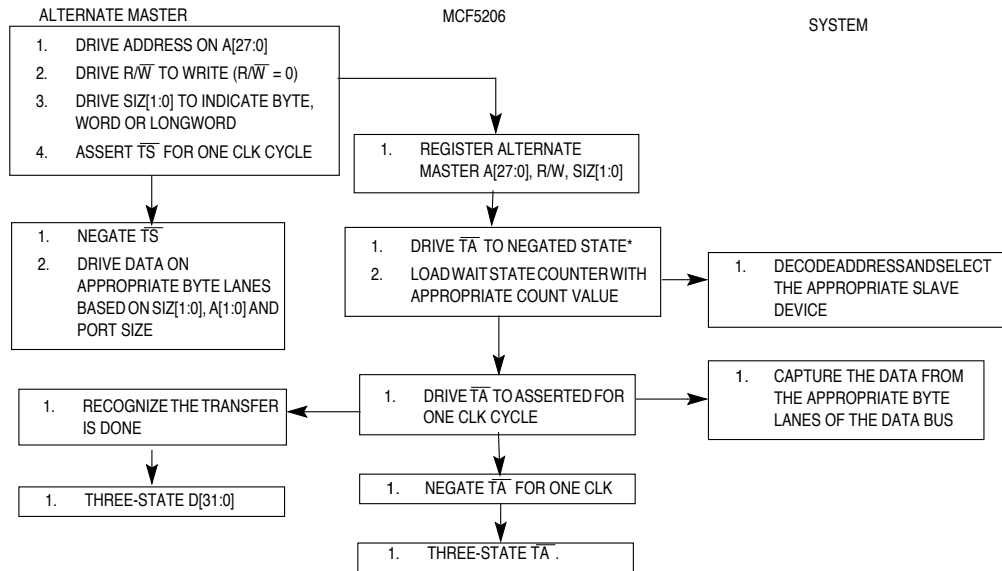 ALTERNATE MASTER
1. DRIVE ADDRESS ON A[27:0]
2. DRIVE R/W̅ TO WRITE (R/W̅ = 0)
3. DRIVE SIZ[1:0] TO INDICATE BYTE,
WORD OR LONGWORD
4. ASSERT T̅S̅ FOR ONE CLK CYCLE
1. NEGATE T̅S̅
2. DRIVE DATA ON
APPROPRIATE BYTE LANES
BASED ON SIZ[1:0], A[1:0] AND
PORT SIZE
1. RECOGNIZE THE TRANSFER
IS DONE
1. THREE-STATE D[31:0]
MCF5206
1. REGISTER ALTERNATE
MASTER A[27:0], R/W, SIZ[1:0]
1. DRIVE T̅A̅ TO NEGATED STATE*
2. LOAD WAIT STATE COUNTER WITH
APPROPRIATE COUNT VALUE
1. DRIVE T̅A̅ TO ASSERTED FOR
ONE CLK CYCLE
1. NEGATE T̅A̅ FOR ONE CLK
1. THREE-STATE T̅A̅ .
SYSTEM
1. DECODEADDRESSANDSELECT
THE APPROPRIATE SLAVE
DEVICE
1. CAPTURE THE DATA FROM
THE APPROPRIATE BYTE
LANES OF THE DATA BUS